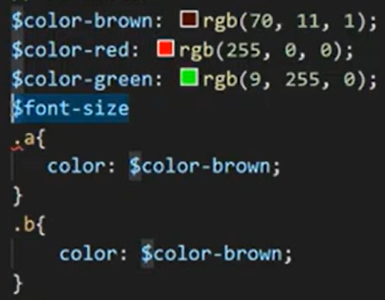 $color-brown: rgb(70, 11, 1);
$color-red: rgb(255, 0, 0);
$color-green: rgb(9, 255, 0);
$font-size
.a{
color: $color-brown;
}
.b{
color: $color-brown;
}